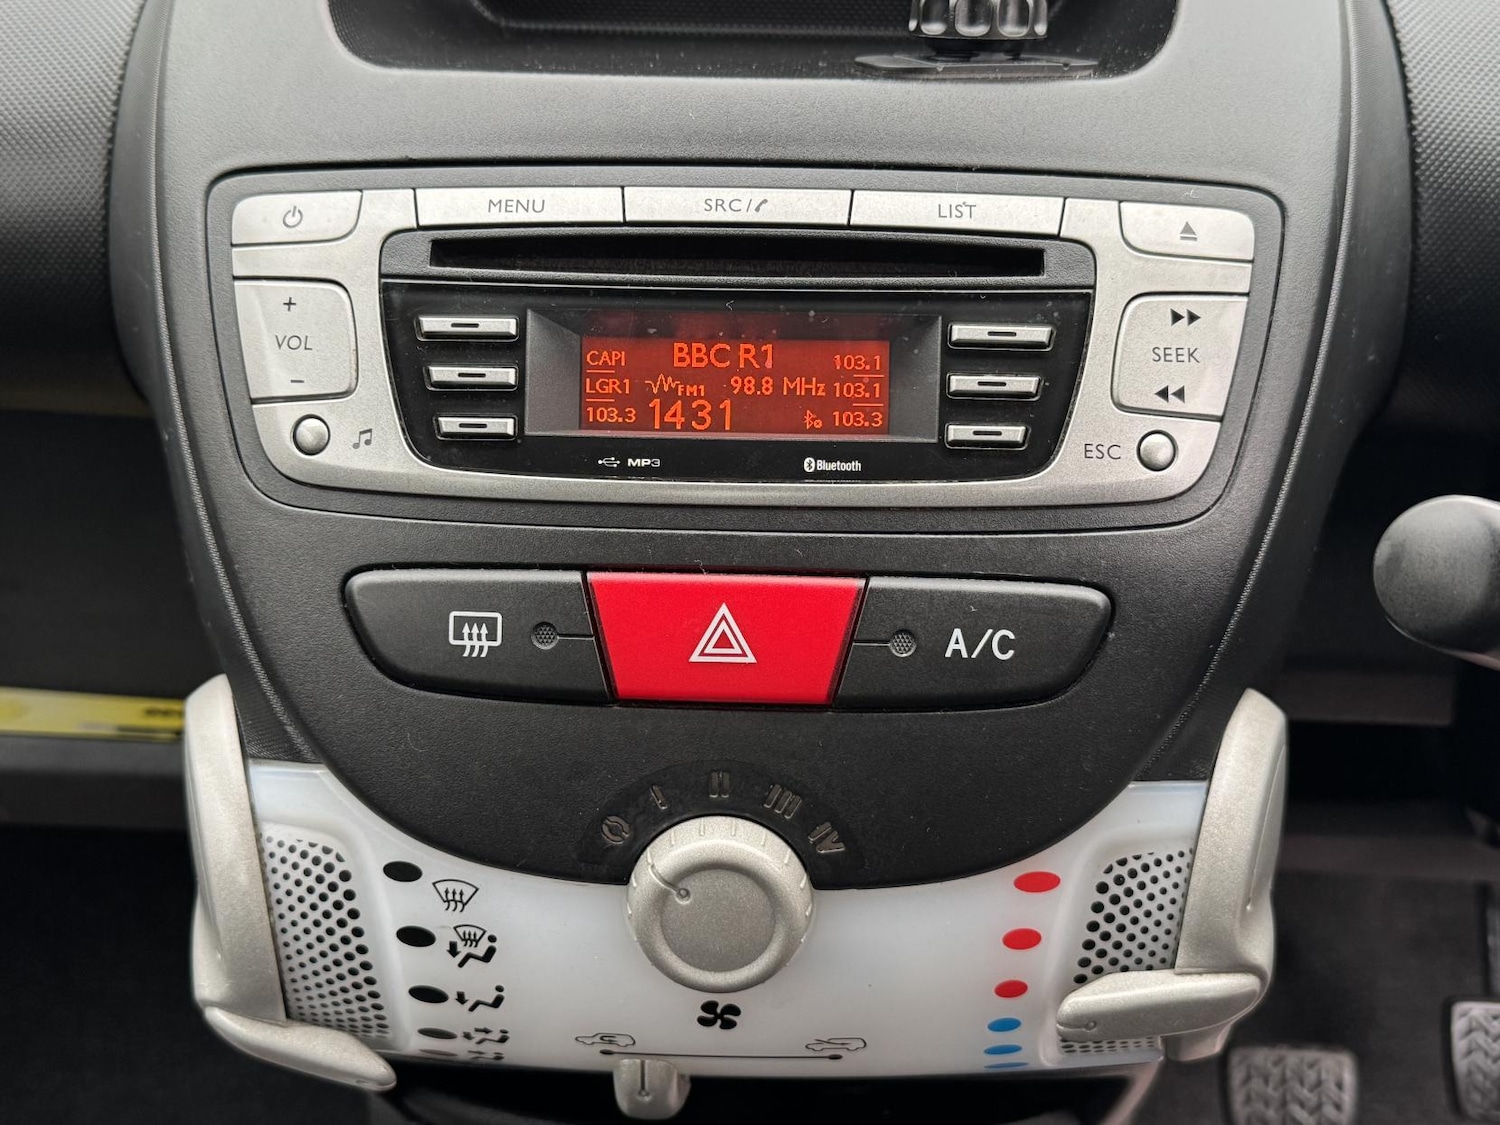 MENU
SRC/
LIST
+
VOL
−
SEEK
ESC
CAPI
BBC R1
103.1
LGR1
FM1
98.8 MHz
103.1
103.3
1431
103.3
MP3
Bluetooth
A/C
0
I
II
III
IV